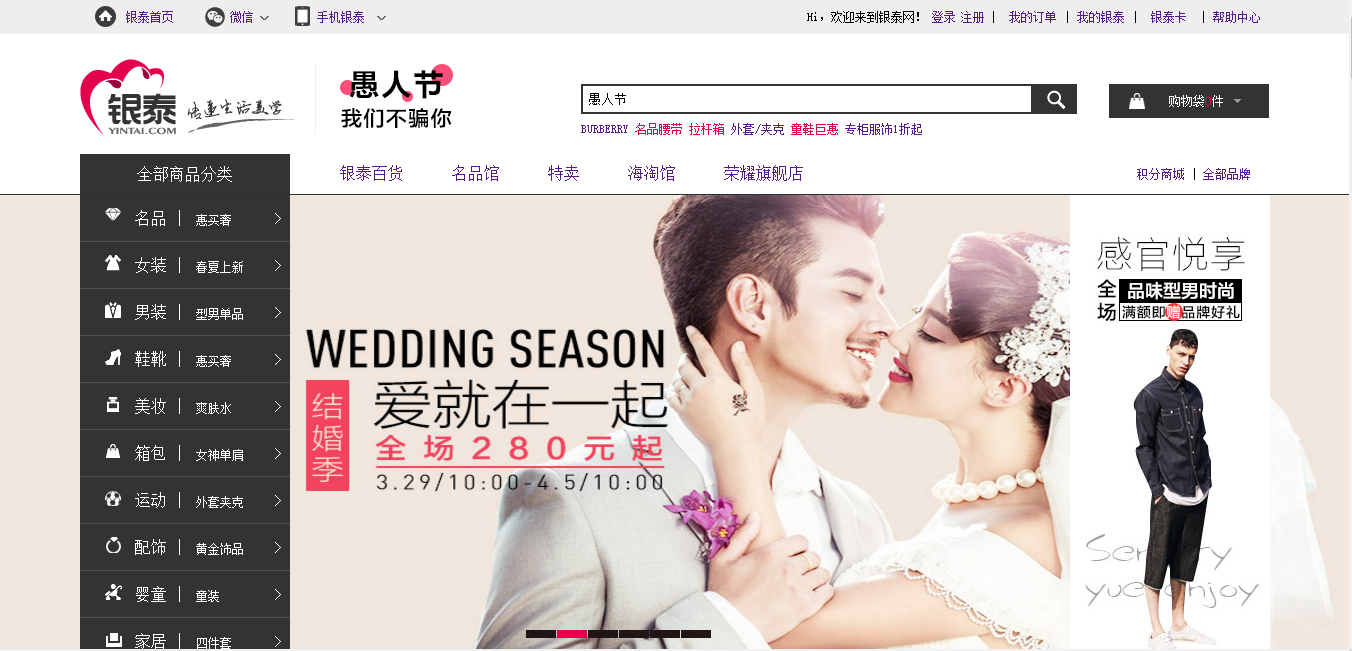 银泰首页 微信 手机银泰 Hi，欢迎来到银泰网！ 登录 注册 | 我的订单 | 我的银泰 | 银泰卡 | 帮助中心
银泰
YINTAI.COM
传递生活美学
愚人节
我们不骗你
愚人节
购物袋0件
BURBERRY 名品腰带 拉杆箱 外套/夹克 童鞋巨惠 专柜服饰1折起
全部商品分类 银泰百货 名品馆 特卖 海淘馆 荣耀旗舰店 积分商城 | 全部品牌
名品 | 惠买奢
女装 | 春夏上新
男装 | 型男单品
鞋靴 | 惠买奢
美妆 | 爽肤水
箱包 | 女神单肩
运动 | 外套夹克
配饰 | 黄金饰品
婴童 | 童装
家居 | 四件套
WEDDING SEASON
结婚季
爱就在一起
全场280元起
3.29/10:00-4.5/10:00
感官悦享
全场
品味型男时尚
满额即赠品牌好礼